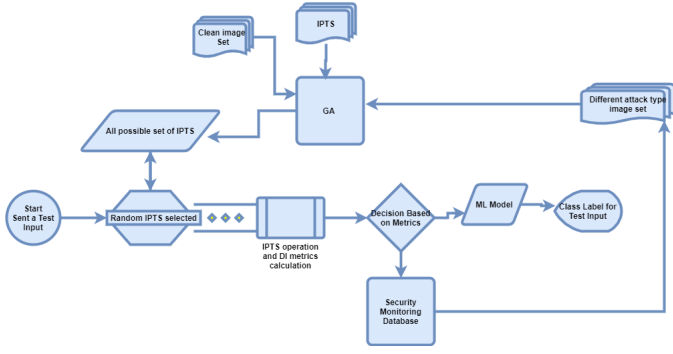 Clean image
Set
IPTS
GA
Different attack type
image set
All possible set of IPTS
Start
Sent a Test
Input
Random IPTS selected
IPTS operation
and DI metrics
calculation
Decision Based
on Metrics
ML Model
Class Label for
Test Input
Security
Monitoring
Database